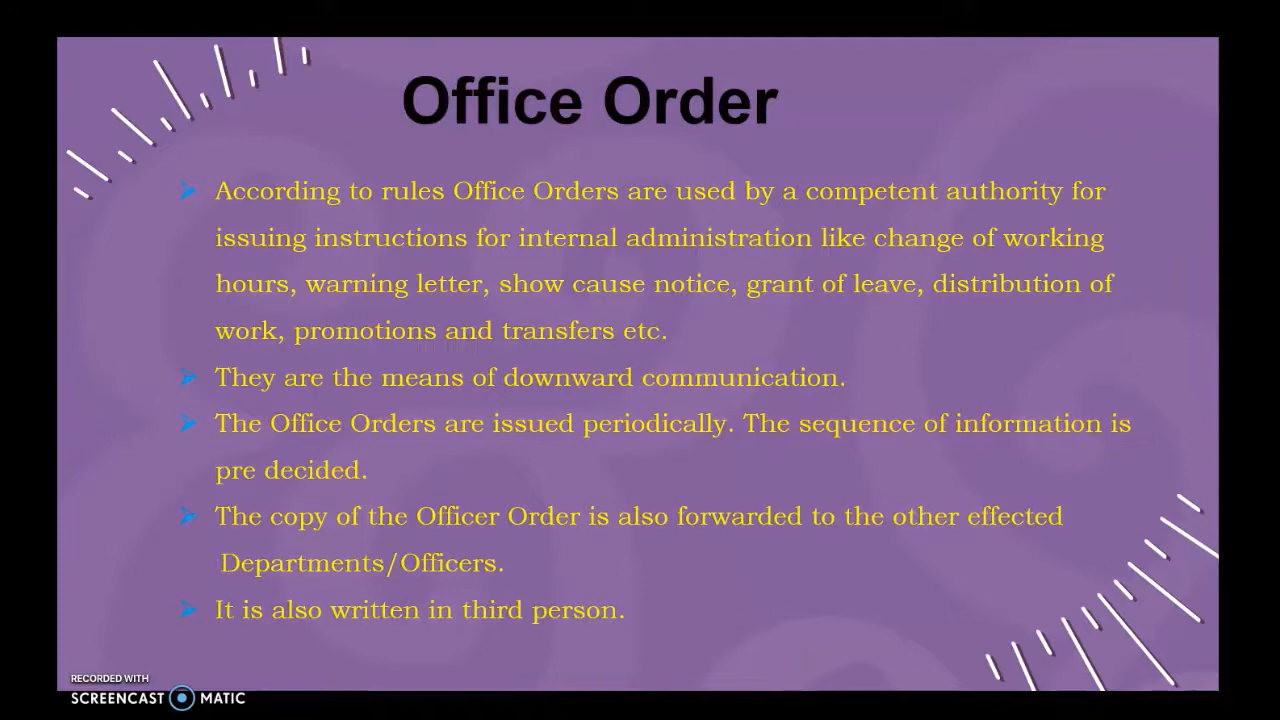 Office Order
According to rules Office Orders are used by a competent authority for
issuing instructions for internal administration like change of working
hours, warning letter, show cause notice, grant of leave, distribution of
work, promotions and transfers etc.
They are the means of downward communication.
The Office Orders are issued periodically. The sequence of information is
pre decided.
The copy of the Officer Order is also forwarded to the other effected
Departments/Officers.
It is also written in third person.
RECORDED WITH
SCREENCAST MATIC